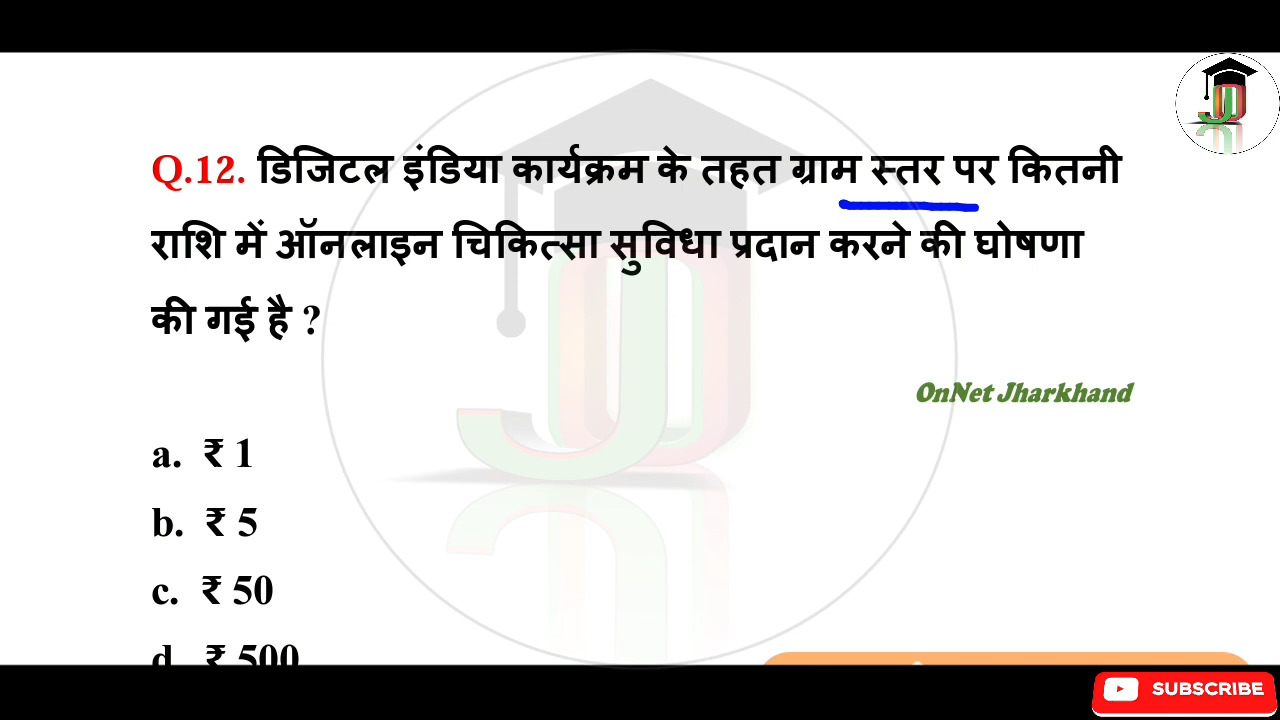 Q.12. डिजिटल इंडिया कार्यक्रम के तहत ग्राम स्तर पर कितनी
राशि में ऑनलाइन चिकित्सा सुविधा प्रदान करने की घोषणा
की गई है ?
OnNet Jharkhand
a. ₹ 1
b. ₹ 5
c. ₹ 50
d. ₹ 500
SUBSCRIBE